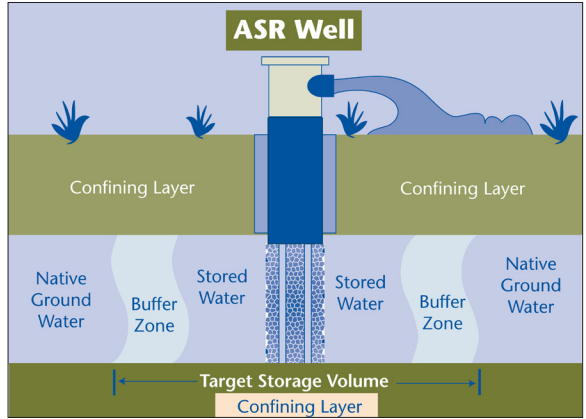 ASR Well
Confining Layer
Confining Layer
Native
Ground
Water
Buffer
Zone
Stored
Water
Stored
Water
Buffer
Zone
Native
Ground
Water
Target Storage Volume
Confining Layer